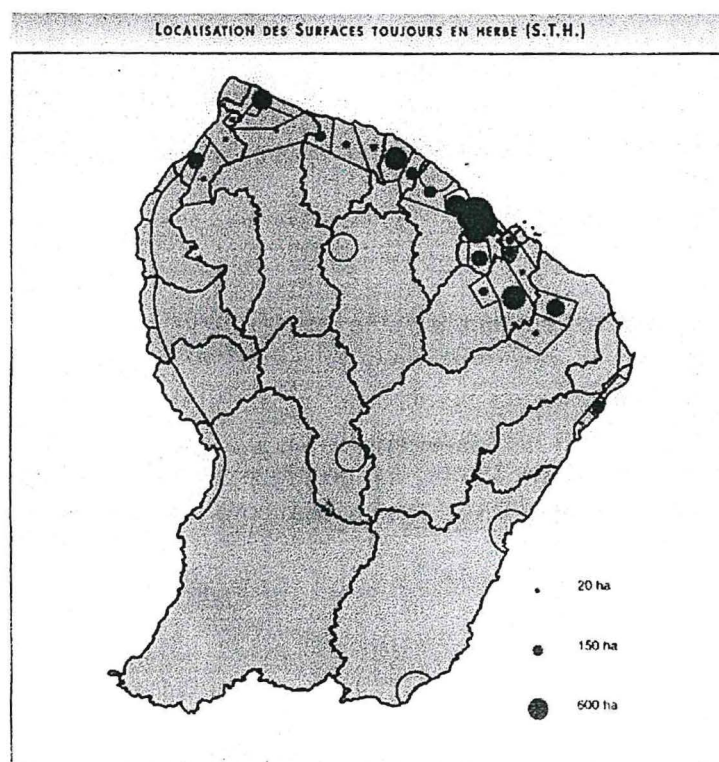 LOCALISATION DES SURFACES TOUJOURS EN HERBE (S.T.H.)
20 ha
150 ha
600 ha